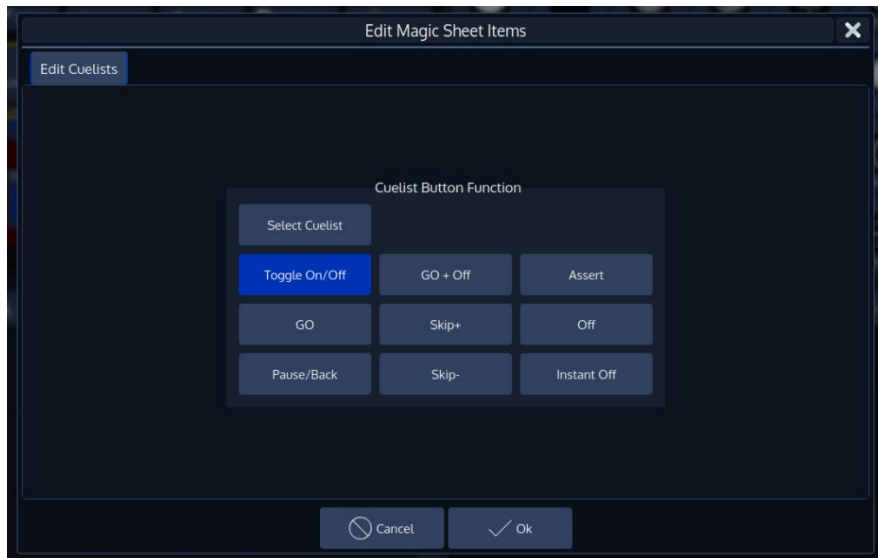 Edit Magic Sheet Items
Edit Cuelists
Cuelist Button Function
Select Cuelist
Toggle On/Off GO + Off Assert
GO Skip+ Off
Pause/Back Skip- Instant Off
Cancel Ok